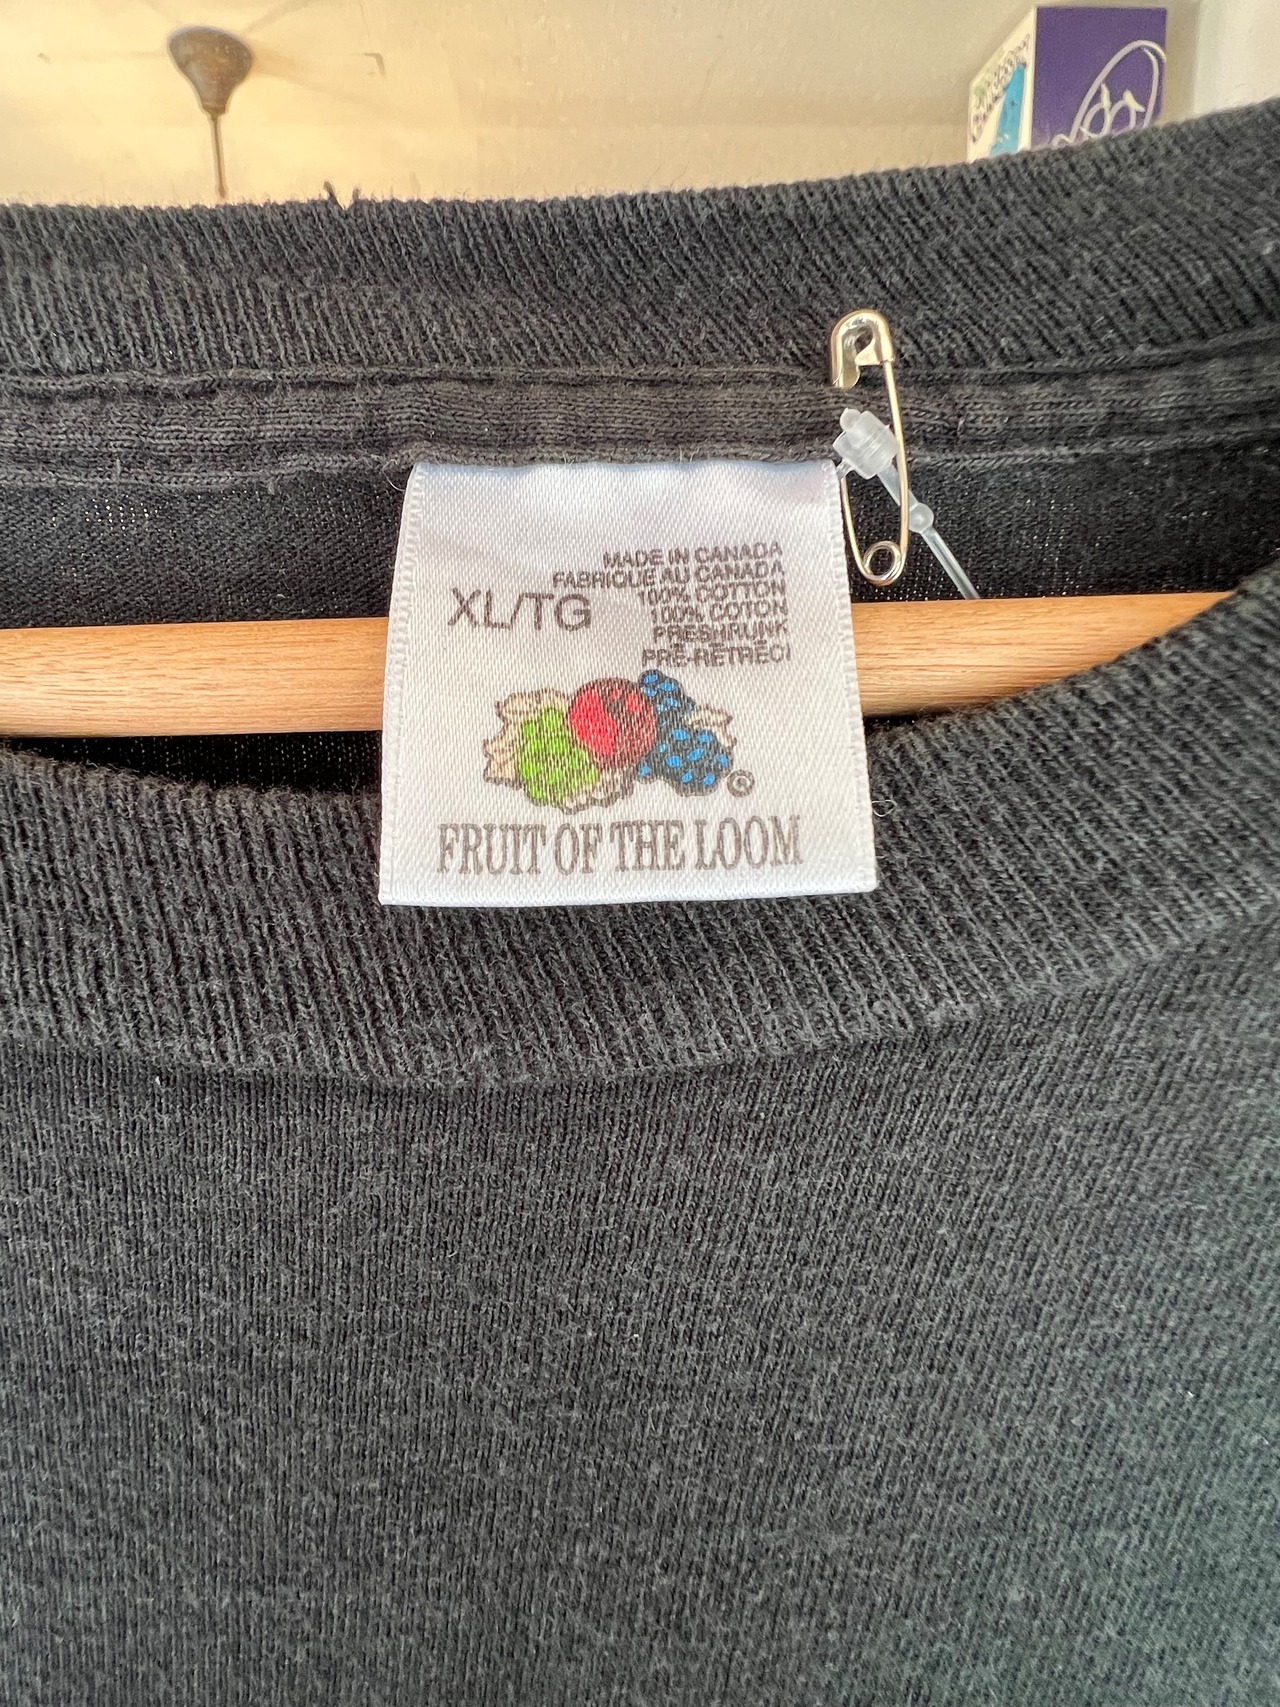 MADE IN CANADA
FABRIQUE AU CANADA
XL/TG
100% COTTON
100% COTON
PRESHRUNK
PRÉ-RÉTRÉCI
®
FRUIT OF THE LOOM